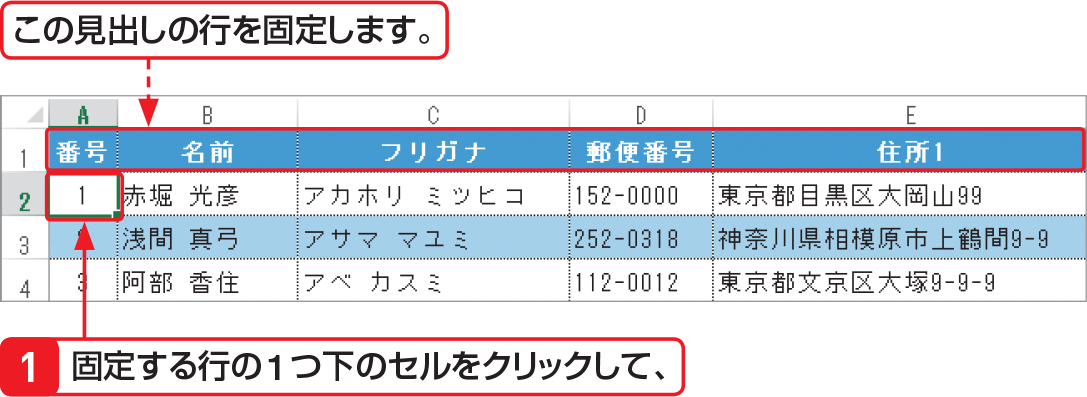 この見出しの行を固定します。
A B C D E
1 番号 名前 フリガナ 郵便番号 住所1
2 1 赤堀 光彦 アカホリ ミツヒコ 152-0000 東京都目黒区大岡山99
3 浅間 真弓 アサマ マユミ 252-0318 神奈川県相模原市上鶴間9-9
4 3 阿部 香住 アベ カスミ 112-0012 東京都文京区大塚9-9-9
1 固定する行の1つ下のセルをクリックして、